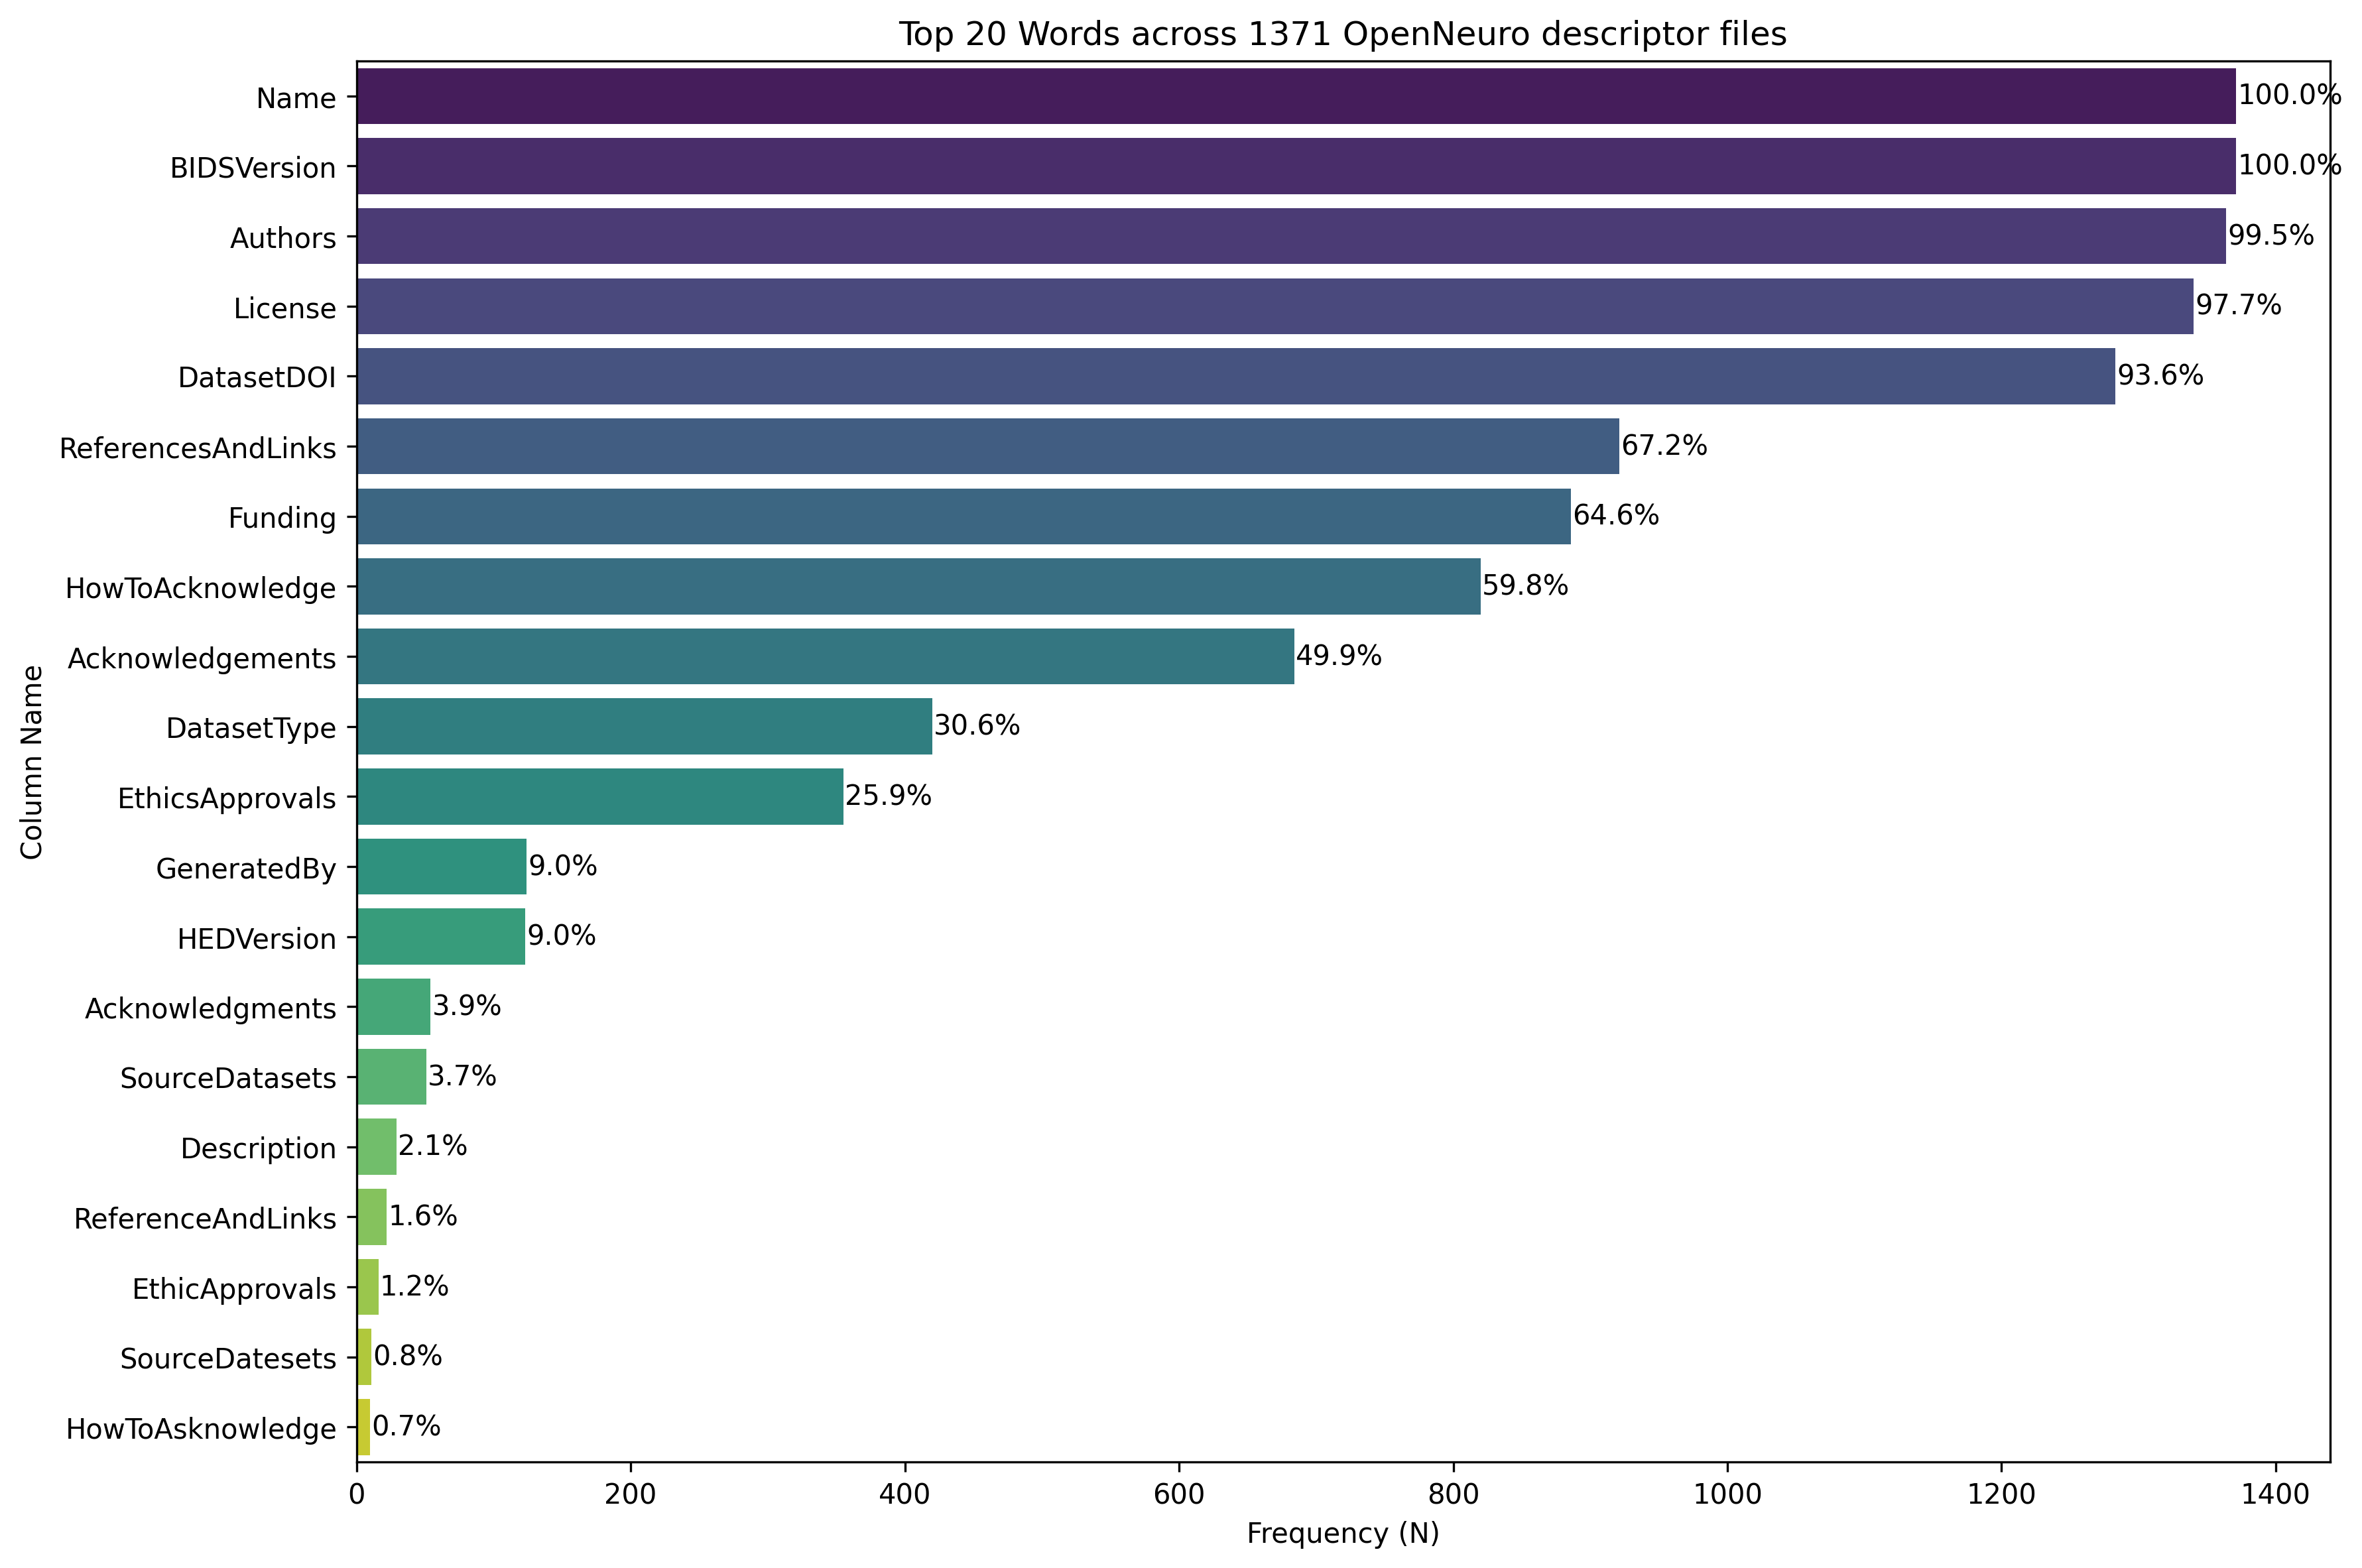 Top 20 Words across 1371 OpenNeuro descriptor files
Name 100.0%
BIDSVersion 100.0%
Authors 99.5%
License 97.7%
DatasetDOI 93.6%
ReferencesAndLinks 67.2%
Funding 64.6%
HowToAcknowledge 59.8%
Acknowledgements 49.9%
DatasetType 30.6%
EthicsApprovals 25.9%
GeneratedBy 9.0%
HEDVersion 9.0%
Acknowledgments 3.9%
SourceDatasets 3.7%
Description 2.1%
ReferenceAndLinks 1.6%
EthicApprovals 1.2%
SourceDatesets 0.8%
HowToAsknowledge 0.7%
Column Name
0 200 400 600 800 1000 1200 1400
Frequency (N)